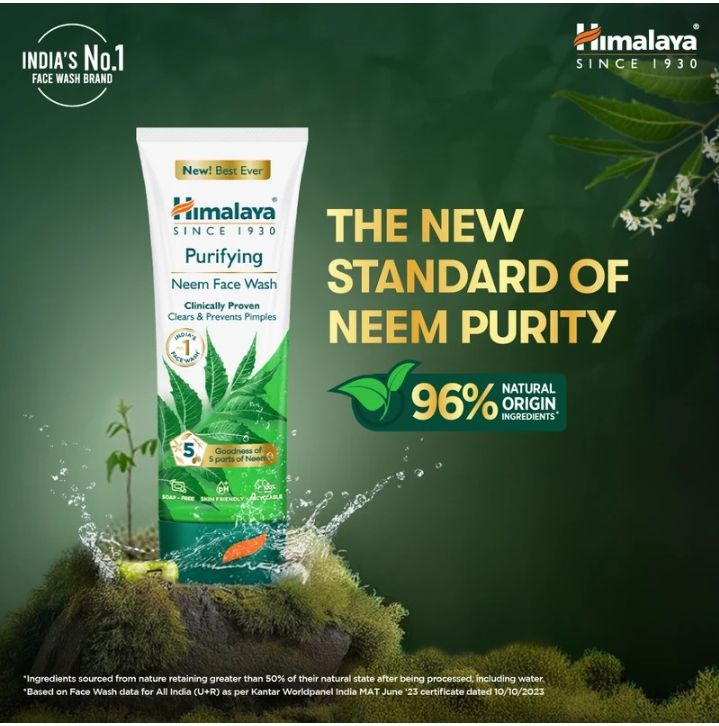 INDIA'S No.1
FACE WASH BRAND
Himalaya®
SINCE 1930
New! Best Ever
Himalaya®
SINCE 1930
Purifying
Neem Face Wash
Clinically Proven
Clears & Prevents Pimples
INDIA'S
1
FACE WASH
THE NEW
STANDARD OF
NEEM PURITY
96% NATURAL
ORIGIN
INGREDIENTS*
5
Goodness of
5 parts of Neem
pH
SOAP-FREE SKIN FRIENDLY RECYCLABLE
*Ingredients sourced from nature retaining greater than 50% of their natural state after being processed, including water.
*Based on Face Wash data for All India (U+R) as per Kantar Worldpanel India MAT June '23 certificate dated 10/10/2023